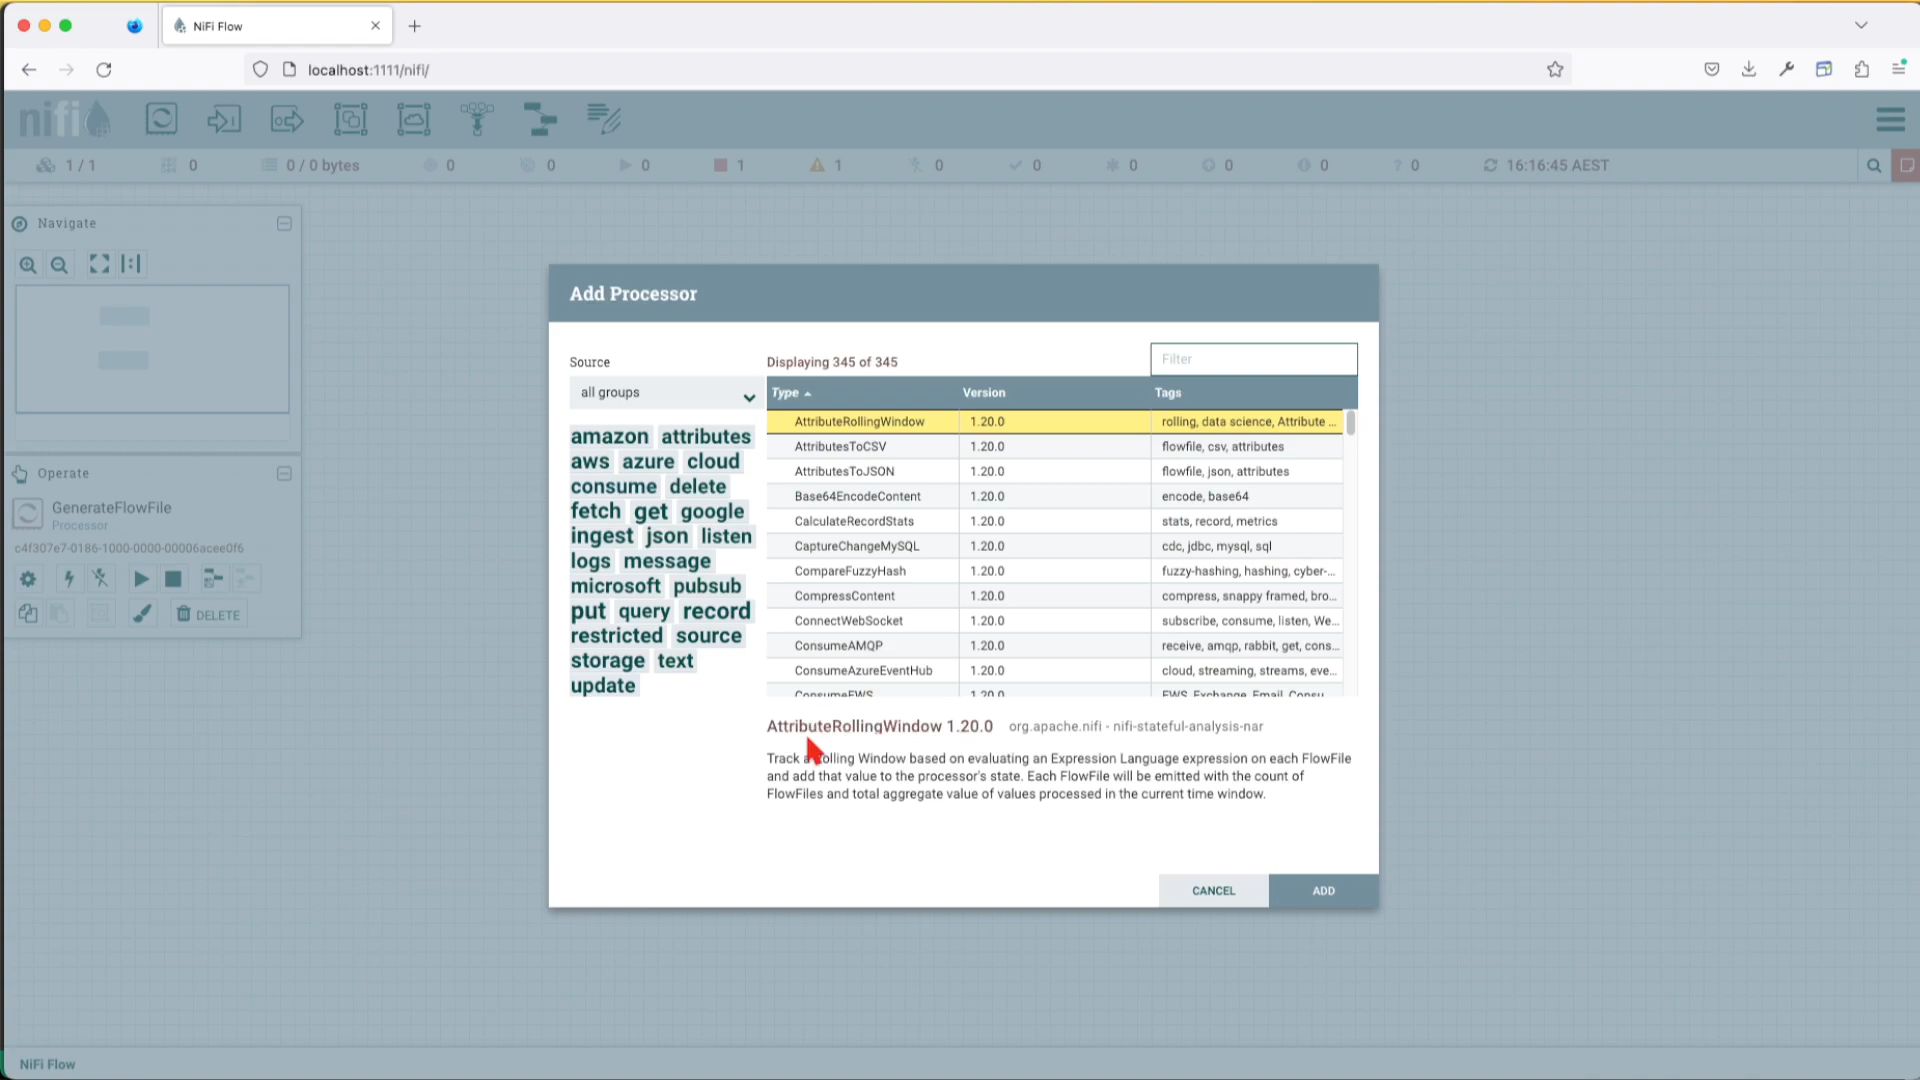 NiFi Flow
localhost:1111/nifi/
nifi
1 / 1
0
0 / 0 bytes
0
0
0
1
1
0
0
0
0
0
? 0
16:16:45 AEST
Navigate
Operate
GenerateFlowFile
Processor
c4f307e7-0186-1000-0000-00006acee0f6
DELETE
Add Processor
Source
Displaying 345 of 345
Filter
all groups
Type Version Tags
amazon attributes
aws azure cloud
consume delete
fetch get google
ingest json listen
logs message
microsoft pubsub
put query record
restricted source
storage text
update
AttributeRollingWindow 1.20.0 rolling, data science, Attribute ...
AttributesToCSV 1.20.0 flowfile, csv, attributes
AttributesToJSON 1.20.0 flowfile, json, attributes
Base64EncodeContent 1.20.0 encode, base64
CalculateRecordStats 1.20.0 stats, record, metrics
CaptureChangeMySQL 1.20.0 cdc, jdbc, mysql, sql
CompareFuzzyHash 1.20.0 fuzzy-hashing, hashing, cyber-...
CompressContent 1.20.0 compress, snappy framed, bro...
ConnectWebSocket 1.20.0 subscribe, consume, listen, We...
ConsumeAMQP 1.20.0 receive, amqp, rabbit, get, cons...
ConsumeAzureEventHub 1.20.0 cloud, streaming, streams, eve...
ConsumeEWS 1.20.0 EWS, Exchange, Email, Consu...
AttributeRollingWindow 1.20.0 org.apache.nifi - nifi-stateful-analysis-nar
Track a Rolling Window based on evaluating an Expression Language expression on each FlowFile
and add that value to the processor's state. Each FlowFile will be emitted with the count of
FlowFiles and total aggregate value of values processed in the current time window.
CANCEL
ADD
NiFi Flow